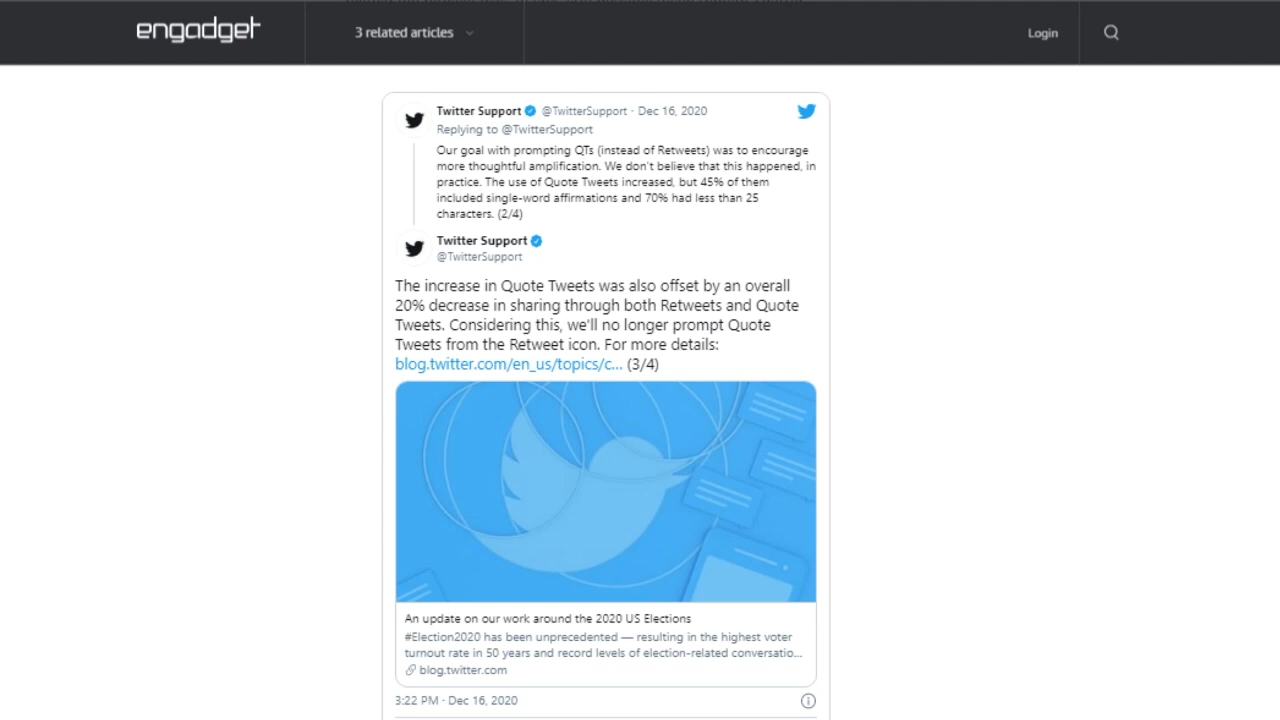 engadget
3 related articles
Login
Twitter Support @TwitterSupport · Dec 16, 2020
Replying to @TwitterSupport
Our goal with prompting QTs (instead of Retweets) was to encourage
more thoughtful amplification. We don't believe that this happened, in
practice. The use of Quote Tweets increased, but 45% of them
included single-word affirmations and 70% had less than 25
characters. (2/4)
Twitter Support
@TwitterSupport
The increase in Quote Tweets was also offset by an overall
20% decrease in sharing through both Retweets and Quote
Tweets. Considering this, we'll no longer prompt Quote
Tweets from the Retweet icon. For more details:
blog.twitter.com/en_us/topics/c... (3/4)
An update on our work around the 2020 US Elections
#Election2020 has been unprecedented — resulting in the highest voter
turnout rate in 50 years and record levels of election-related conversatio...
blog.twitter.com
3:22 PM · Dec 16, 2020